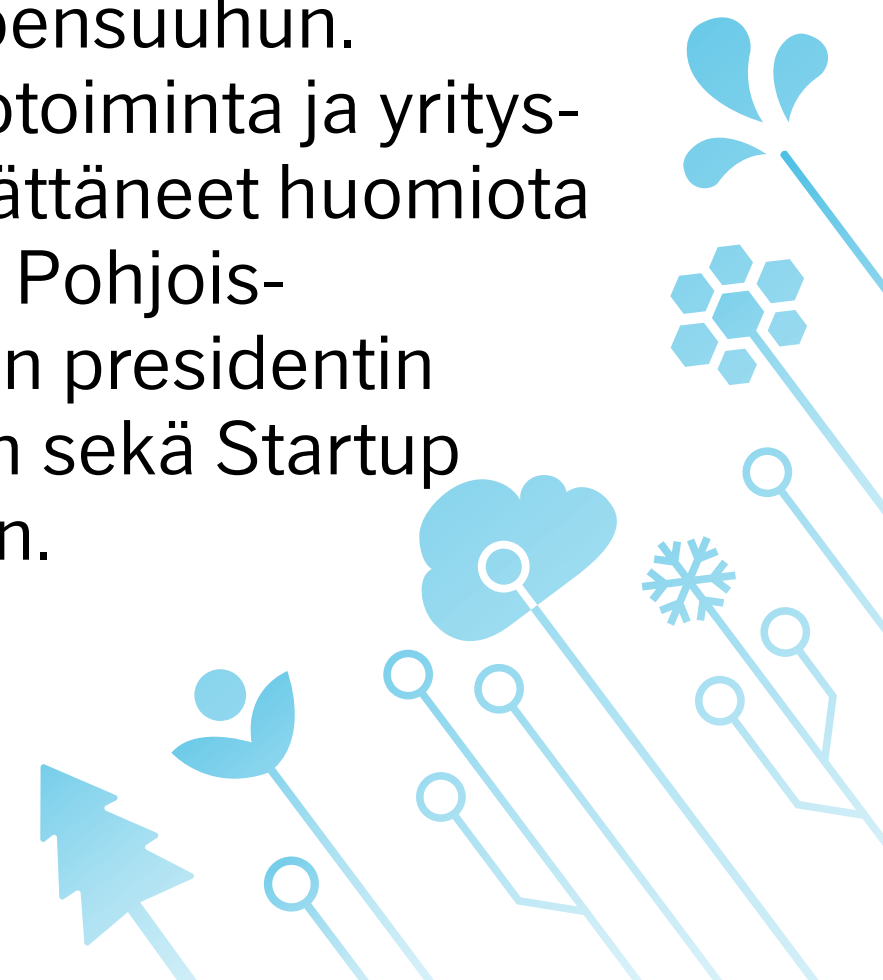 pensuuhun.
otoiminta ja yritys-
ättäneet huomiota
Pohjois-
n presidentin
n sekä Startup
n.